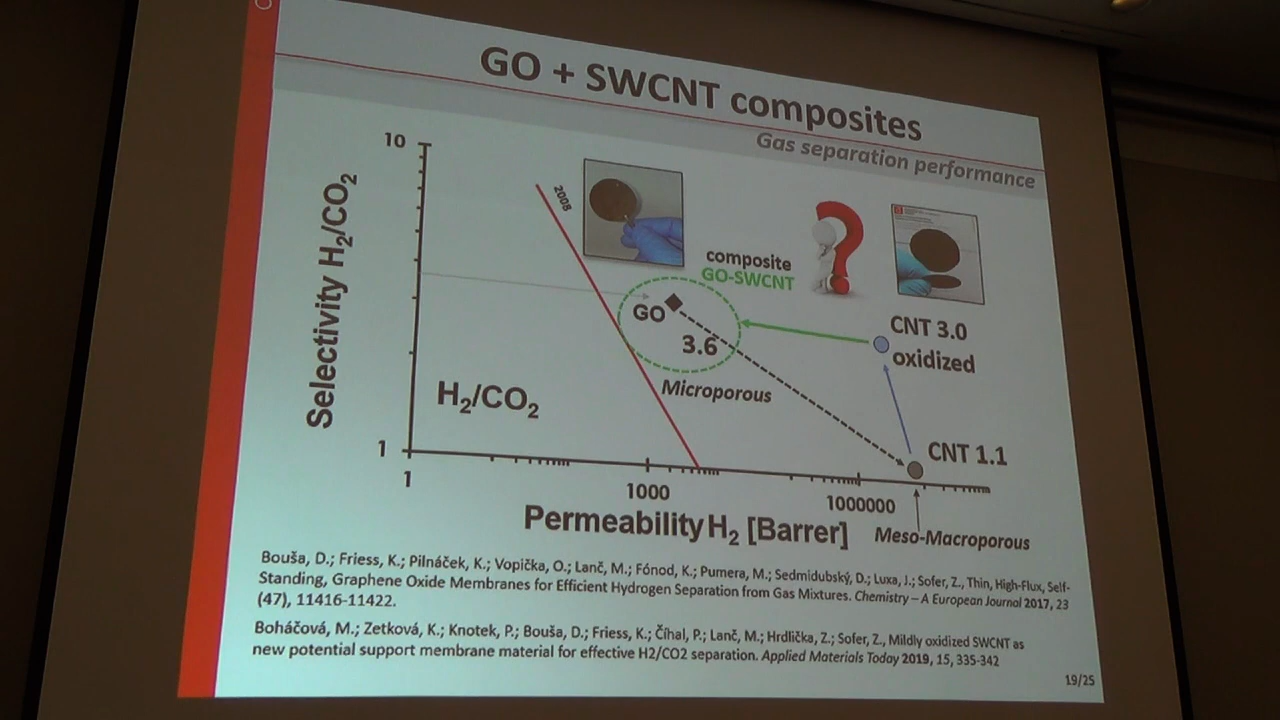 GO + SWCNT composites
Gas separation performance
10
2008
Selectivity H₂/CO₂
composite
GO-SWCNT
GO
3.6
CNT 3.0
oxidized
Microporous
H₂/CO₂
CNT 1.1
1
1
1000
1000000
Permeability H₂ [Barrer]
Meso-Macroporous
Bouša, D.; Friess, K.; Pilnáček, K.; Vopička, O.; Lanč, M.; Fónod, K.; Pumera, M.; Sedmidubský, D.; Luxa, J.; Sofer, Z., Thin, High-Flux, Self-
Standing, Graphene Oxide Membranes for Efficient Hydrogen Separation from Gas Mixtures. Chemistry – A European Journal 2017, 23
(47), 11416-11422.
Boháčová, M.; Zetková, K.; Knotek, P.; Bouša, D.; Friess, K.; Číhal, P.; Lanč, M.; Hrdlička, Z.; Sofer, Z., Mildly oxidized SWCNT as
new potential support membrane material for effective H2/CO2 separation. Applied Materials Today 2019, 15, 335-342
19/25